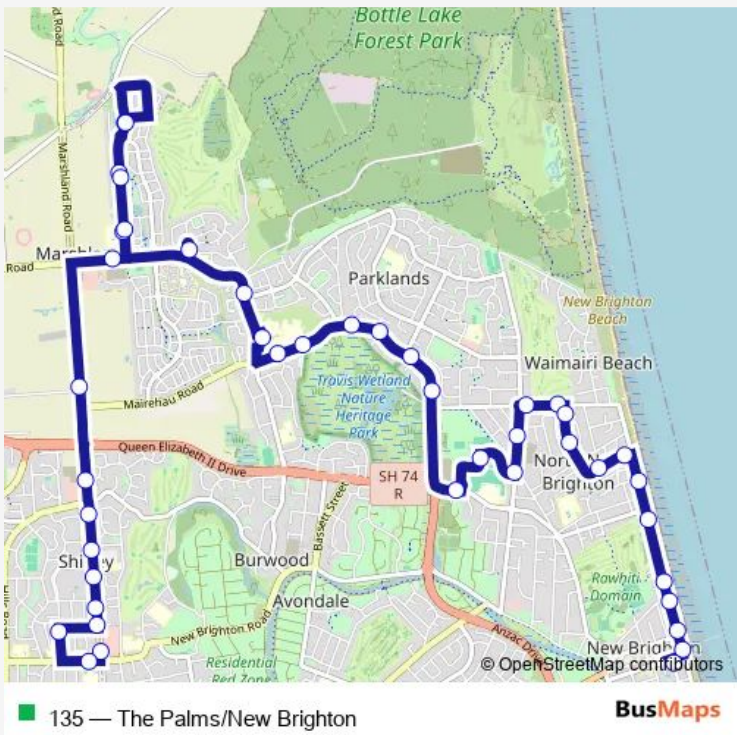 Bottle Lake
Forest Park
Marshland Road
Road
Parklands
New Brighton
Beach
Waimairi Beach
Travis Wetland
Nature
Heritage
Park
Mairehau Road
Queen Elizabeth II Drive
SH 74
R
Bassett Street
Brighton
Burwood
Avondale
Rawhiti
Domain
New Brighton Road
Anzac Drive
Residential
Red Zone
© OpenStreetMap contributors
135 — The Palms/New Brighton
BusMaps